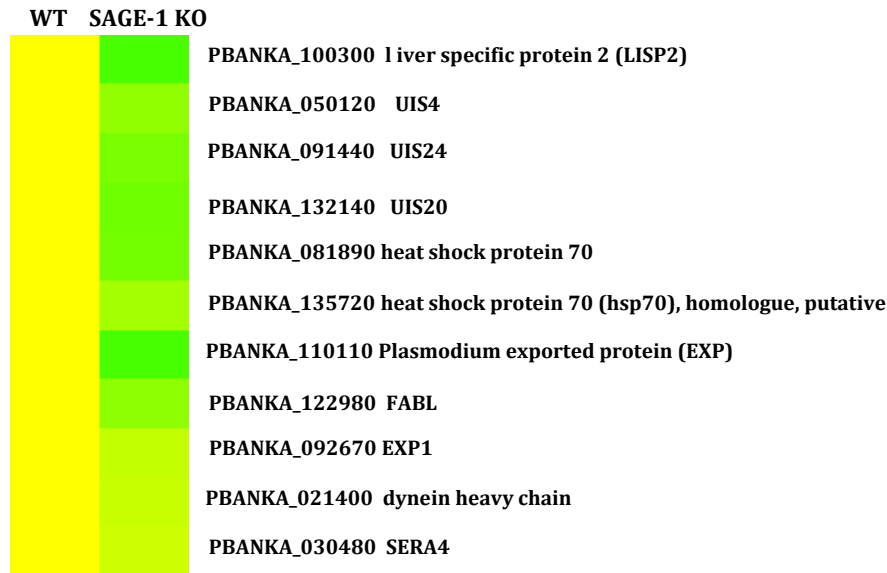 WT SAGE-1 KO
PBANKA_100300 l iver specific protein 2 (LISP2)
PBANKA_050120 UIS4
PBANKA_091440 UIS24
PBANKA_132140 UIS20
PBANKA_081890 heat shock protein 70
PBANKA_135720 heat shock protein 70 (hsp70), homologue, putative
PBANKA_110110 Plasmodium exported protein (EXP)
PBANKA_122980 FABL
PBANKA_092670 EXP1
PBANKA_021400 dynein heavy chain
PBANKA_030480 SERA4